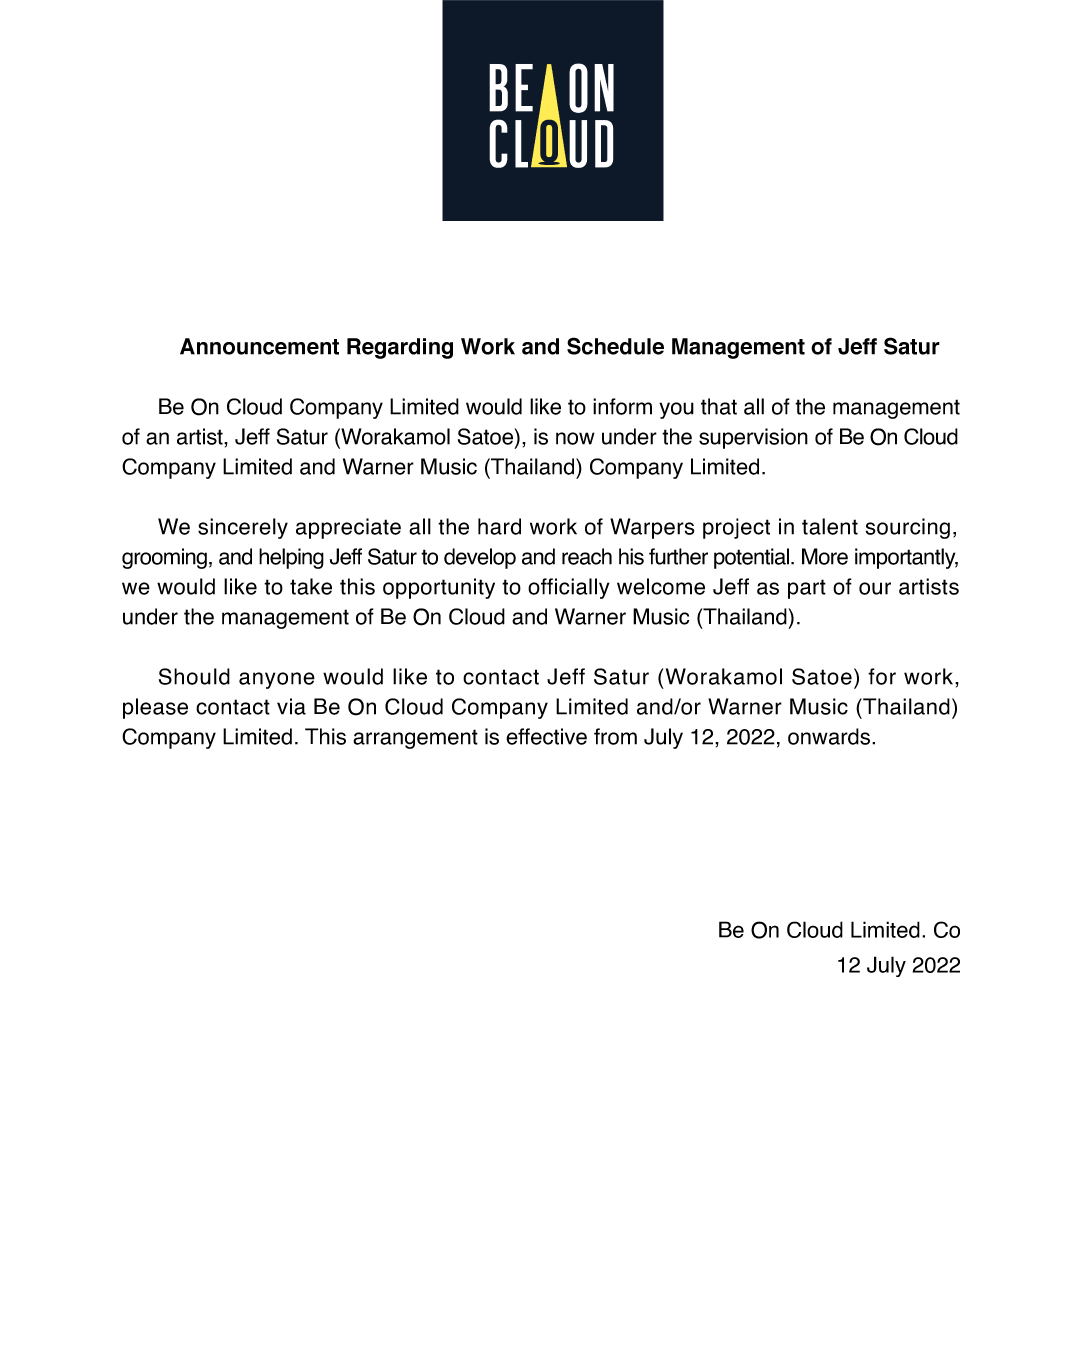 BE ON
CLOUD
Announcement Regarding Work and Schedule Management of Jeff Satur
Be On Cloud Company Limited would like to inform you that all of the management
of an artist, Jeff Satur (Worakamol Satoe), is now under the supervision of Be On Cloud
Company Limited and Warner Music (Thailand) Company Limited.
We sincerely appreciate all the hard work of Warpers project in talent sourcing,
grooming, and helping Jeff Satur to develop and reach his further potential. More importantly,
we would like to take this opportunity to officially welcome Jeff as part of our artists
under the management of Be On Cloud and Warner Music (Thailand).
Should anyone would like to contact Jeff Satur (Worakamol Satoe) for work,
please contact via Be On Cloud Company Limited and/or Warner Music (Thailand)
Company Limited. This arrangement is effective from July 12, 2022, onwards.
Be On Cloud Limited. Co
12 July 2022